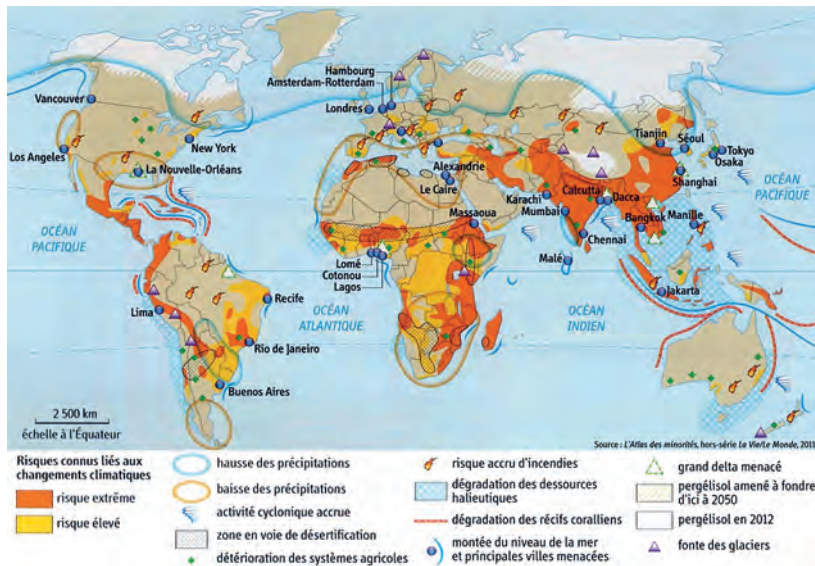 Hambourg
Amsterdam-Rotterdam
Vancouver
Londres
Tianjin
Séoul
Los Angeles
New York
Tokyo
Osaka
La Nouvelle-Orléans
Alexandrie
Le Caire
Calcutta
Dacca
Shanghai
OCÉAN
PACIFIQUE
Karachi
Mumbai
Massaoua
Bangkok
Manille
OCÉAN
PACIFIQUE
Chennai
Lomé
Cotonou
Lagos
Malé
Recife
Jakarta
Lima
OCÉAN
ATLANTIQUE
OCÉAN
INDIEN
Rio de Janeiro
Buenos Aires
2 500 km
échelle à l'Équateur
Source : L'Atlas des minorités, hors-série La Vie/Le Monde, 2011
Risques connus liés aux
changements climatiques
risque extrême
risque élevé
hausse des précipitations
baisse des précipitations
activité cyclonique accrue
zone en voie de désertification
détérioration des systèmes agricoles
risque accru d'incendies
dégradation des dessources
halieutiques
dégradation des récifs coralliens
montée du niveau de la mer
et principales villes menacées
grand delta menacé
pergélisol amené à fondre
d'ici à 2050
pergélisol en 2012
fonte des glaciers